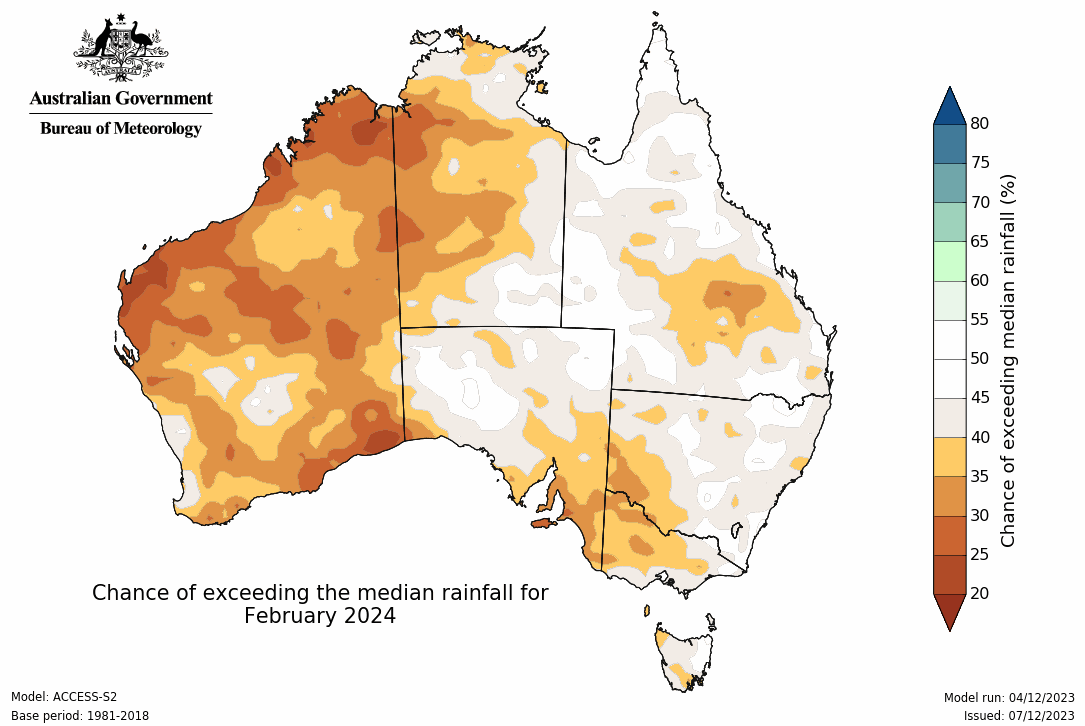 Australian Government
Bureau of Meteorology
80
75
70
65
60
55
50
45
40
35
30
25
20
Chance of exceeding median rainfall (%)
Chance of exceeding the median rainfall for
February 2024
Model: ACCESS-S2
Base period: 1981-2018
Model run: 04/12/2023
Issued: 07/12/2023